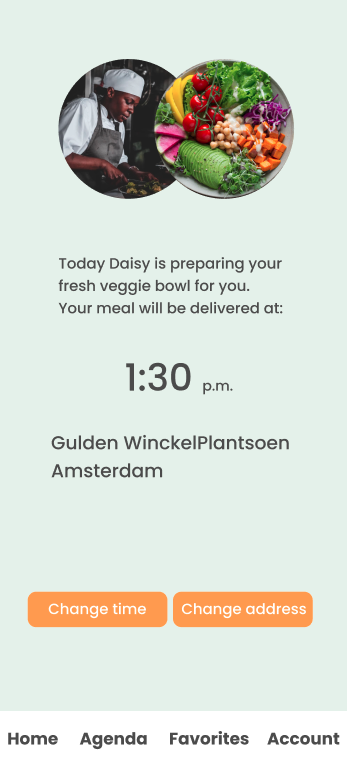 Today Daisy is preparing your
fresh veggie bowl for you.
Your meal will be delivered at:
1:30 p.m.
Gulden WinckelPlantsoen
Amsterdam
Change time Change address
Home Agenda Favorites Account